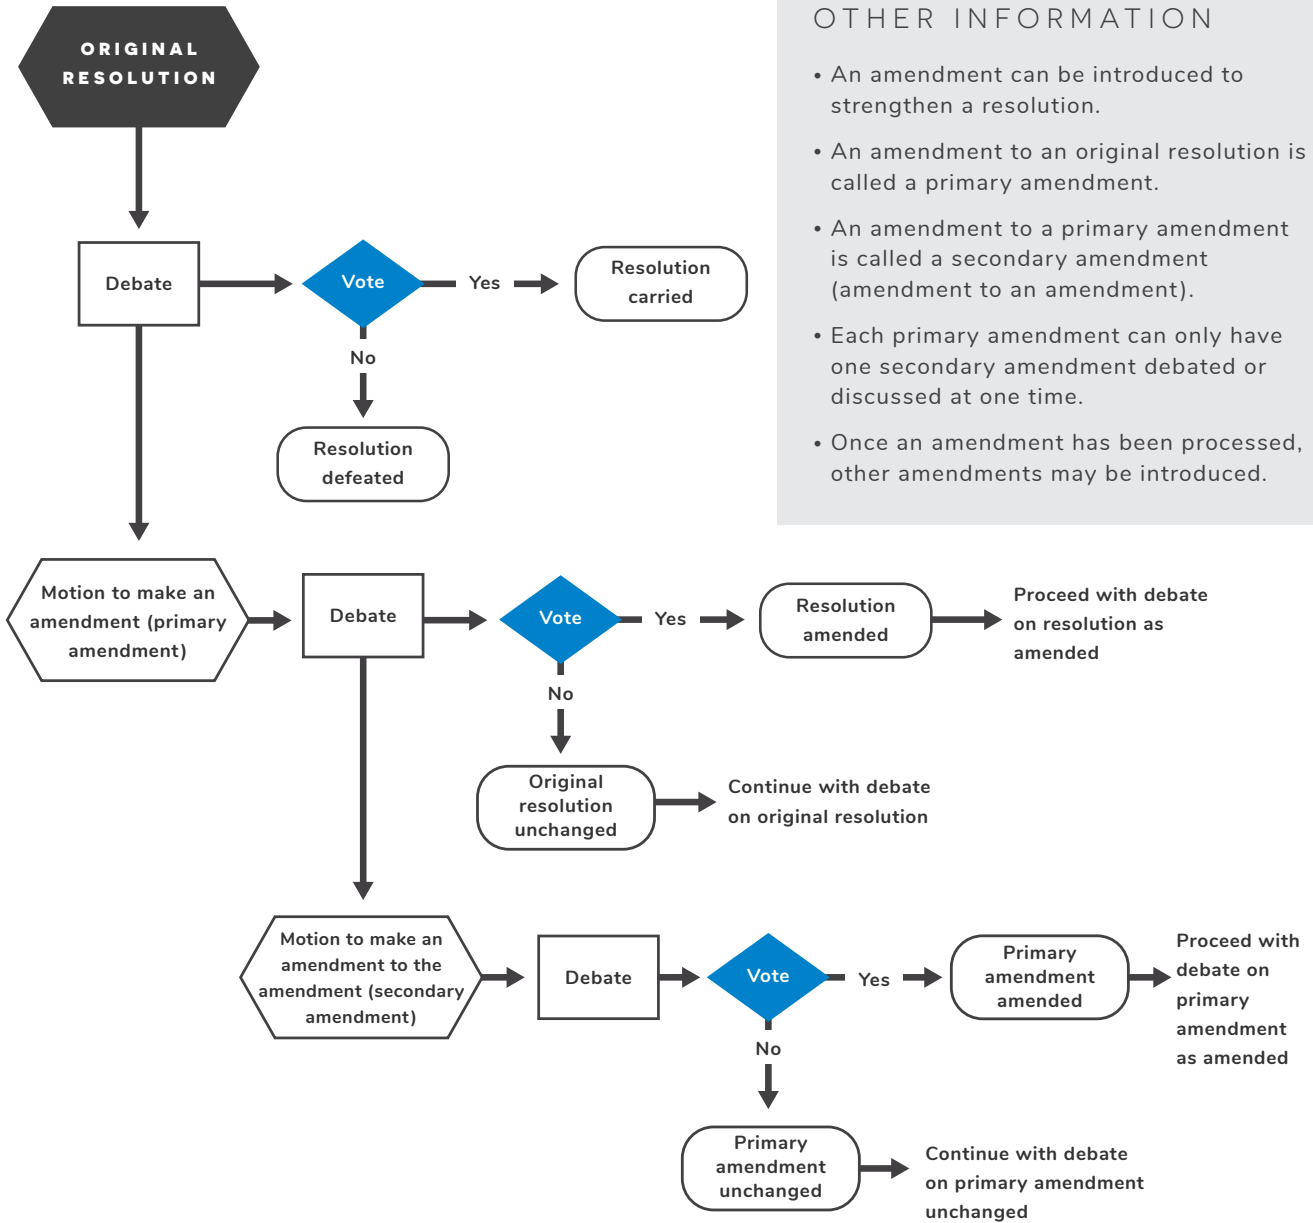 ORIGINAL
RESOLUTION
OTHER INFORMATION
• An amendment can be introduced to
strengthen a resolution.
• An amendment to an original resolution is
called a primary amendment.
• An amendment to a primary amendment
is called a secondary amendment
(amendment to an amendment).
• Each primary amendment can only have
one secondary amendment debated or
discussed at one time.
• Once an amendment has been processed,
other amendments may be introduced.
Debate
Vote
Yes
Resolution
carried
No
Resolution
defeated
Motion to make an
amendment (primary
amendment)
Debate
Vote
Yes
Resolution
amended
Proceed with debate
on resolution as
amended
No
Original
resolution
unchanged
Continue with debate
on original resolution
Motion to make an
amendment to the
amendment (secondary
amendment)
Debate
Vote
Yes
Primary
amendment
amended
Proceed with
debate on
primary
amendment
as amended
No
Primary
amendment
unchanged
Continue with debate
on primary amendment
unchanged